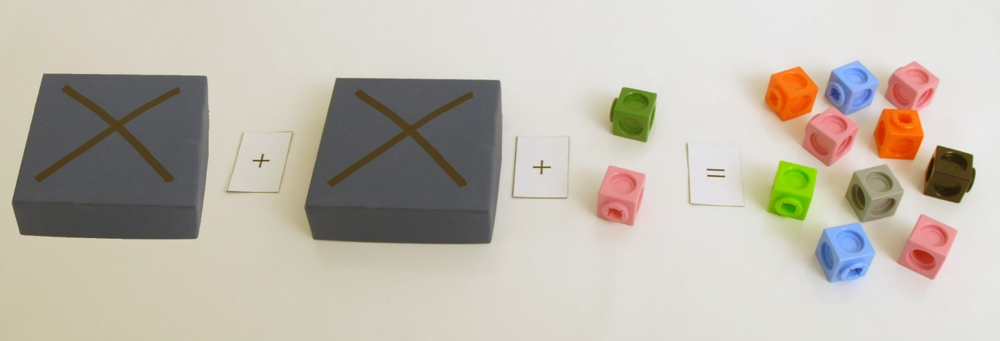 X + X + =